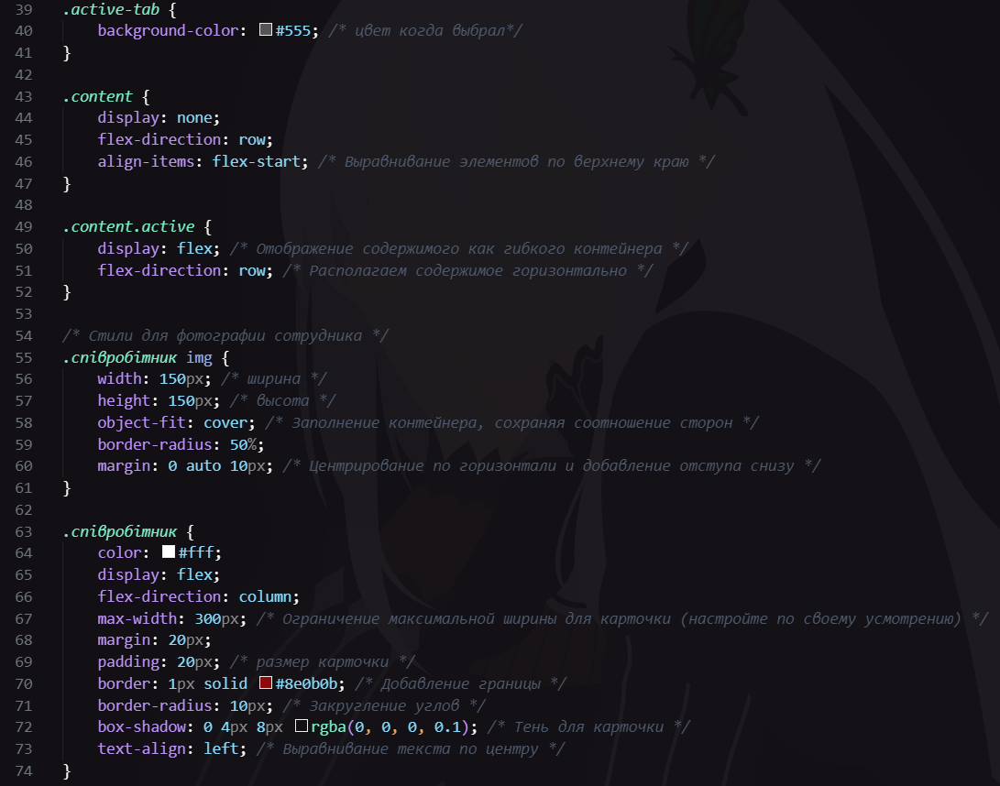 39 .active-tab {
40 background-color: #555; /* цвет когда выбрал*/
41 }
42
43 .content {
44 display: none;
45 flex-direction: row;
46 align-items: flex-start; /* Выравнивание элементов по верхнему краю */
47 }
48
49 .content.active {
50 display: flex; /* Отображение содержимого как гибкого контейнера */
51 flex-direction: row; /* Располагаем содержимое горизонтально */
52 }
53
54 /* Стили для фотографии сотрудника */
55 .співробітник img {
56 width: 150px; /* ширина */
57 height: 150px; /* высота */
58 object-fit: cover; /* Заполнение контейнера, сохраняя соотношение сторон */
59 border-radius: 50%;
60 margin: 0 auto 10px; /* Центрирование по горизонтали и добавление отступа снизу */
61 }
62
63 .співробітник {
64 color: #fff;
65 display: flex;
66 flex-direction: column;
67 max-width: 300px; /* Ограничение максимальной ширины для карточки (настройте по своему усмотрению) */
68 margin: 20px;
69 padding: 20px; /* размер карточки */
70 border: 1px solid #8e0b0b; /* Добавление границы */
71 border-radius: 10px; /* Закругление углов */
72 box-shadow: 0 4px 8px rgba(0, 0, 0, 0.1); /* Тень для карточки */
73 text-align: left; /* Выравнивание текста по центру */
74 }